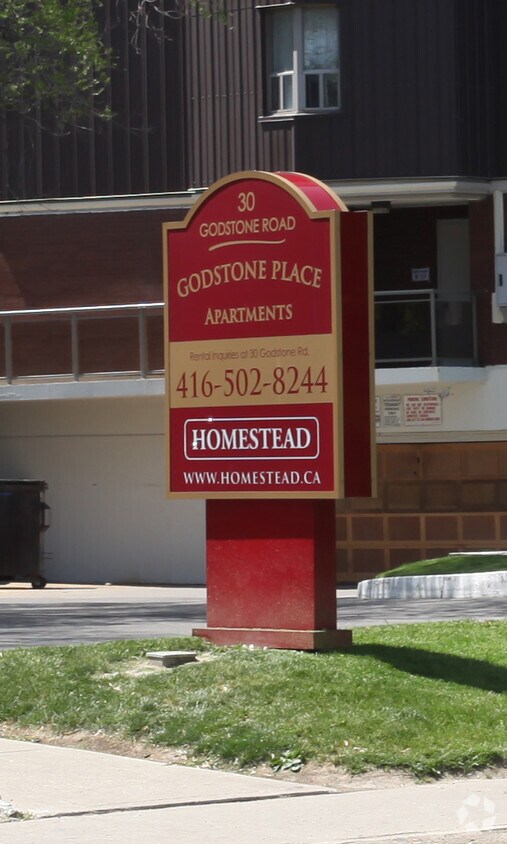 30
GODSTONE ROAD
GODSTONE PLACE
APARTMENTS
Rental Inquiries at 30 Godstone Rd.
416-502-8244
HOMESTEAD
WWW.HOMESTEAD.CA